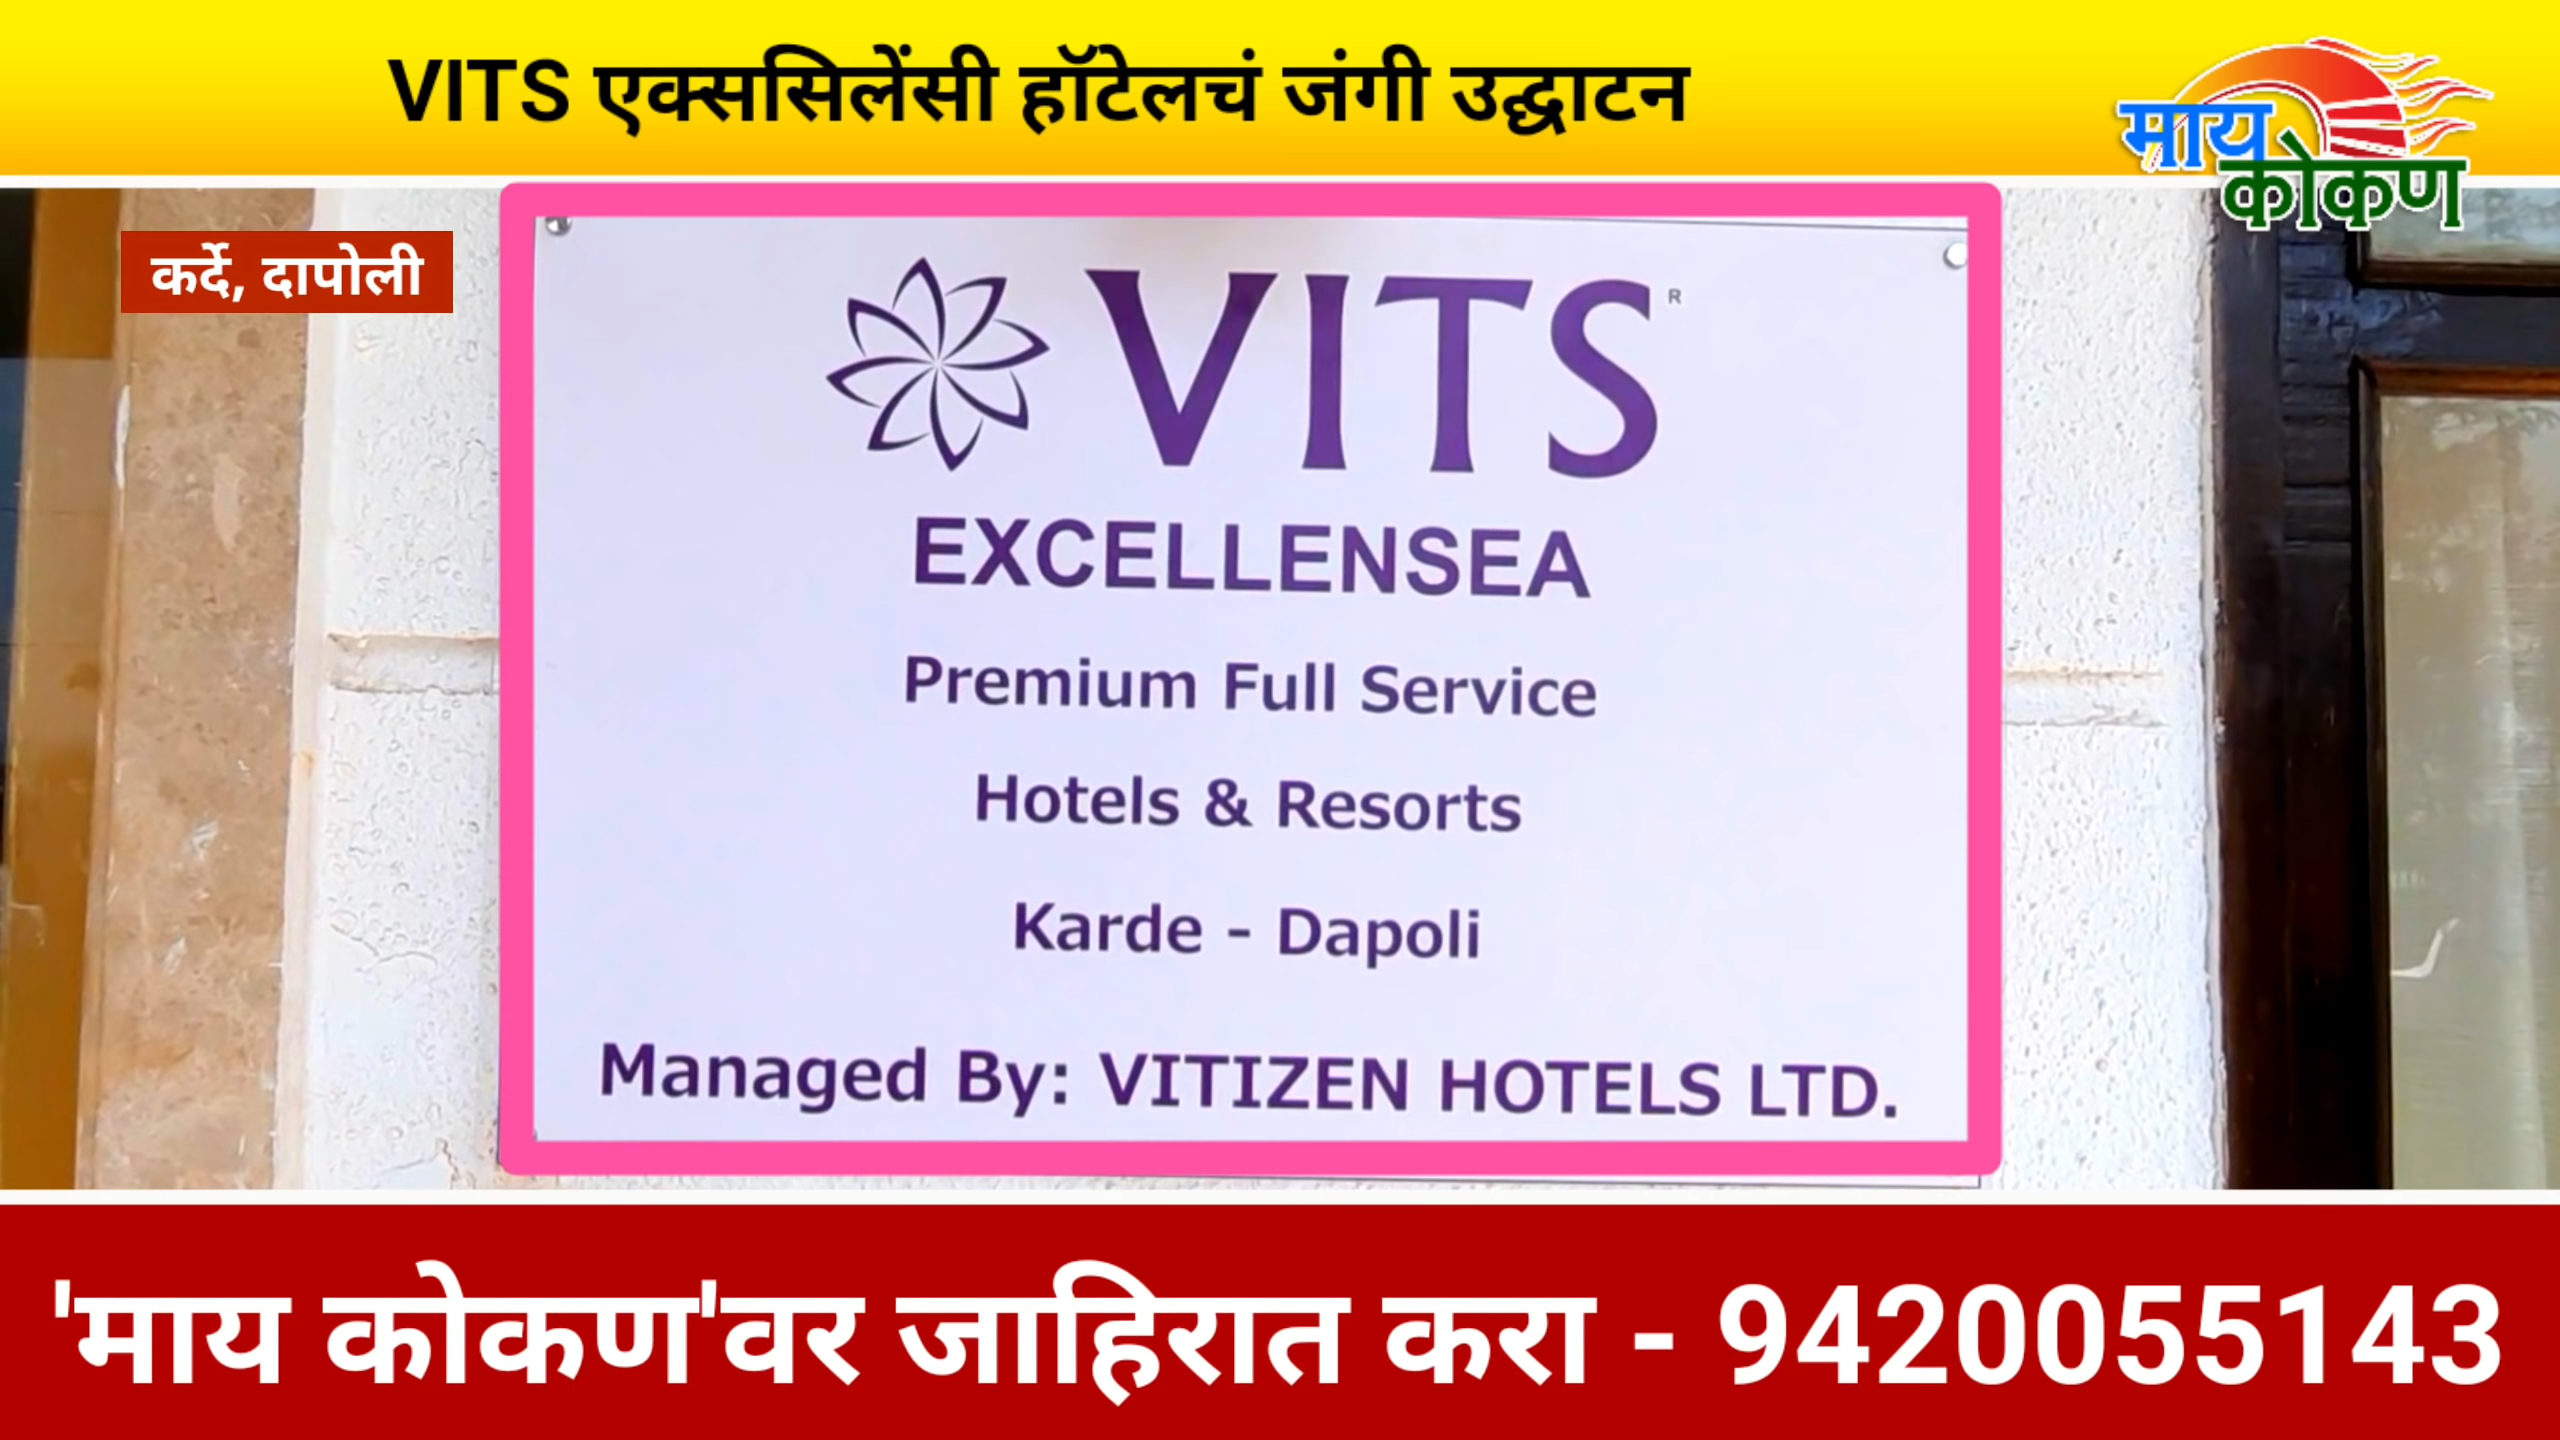 VITS एक्ससिलेंसी हॉटेलचं जंगी उद्घाटन
माय
कोकण
कर्दे, दापोली
VITS R
EXCELLENSEA
Premium Full Service
Hotels & Resorts
Karde - Dapoli
Managed By: VITIZEN HOTELS LTD.
'माय कोकण'वर जाहिरात करा - 9420055143